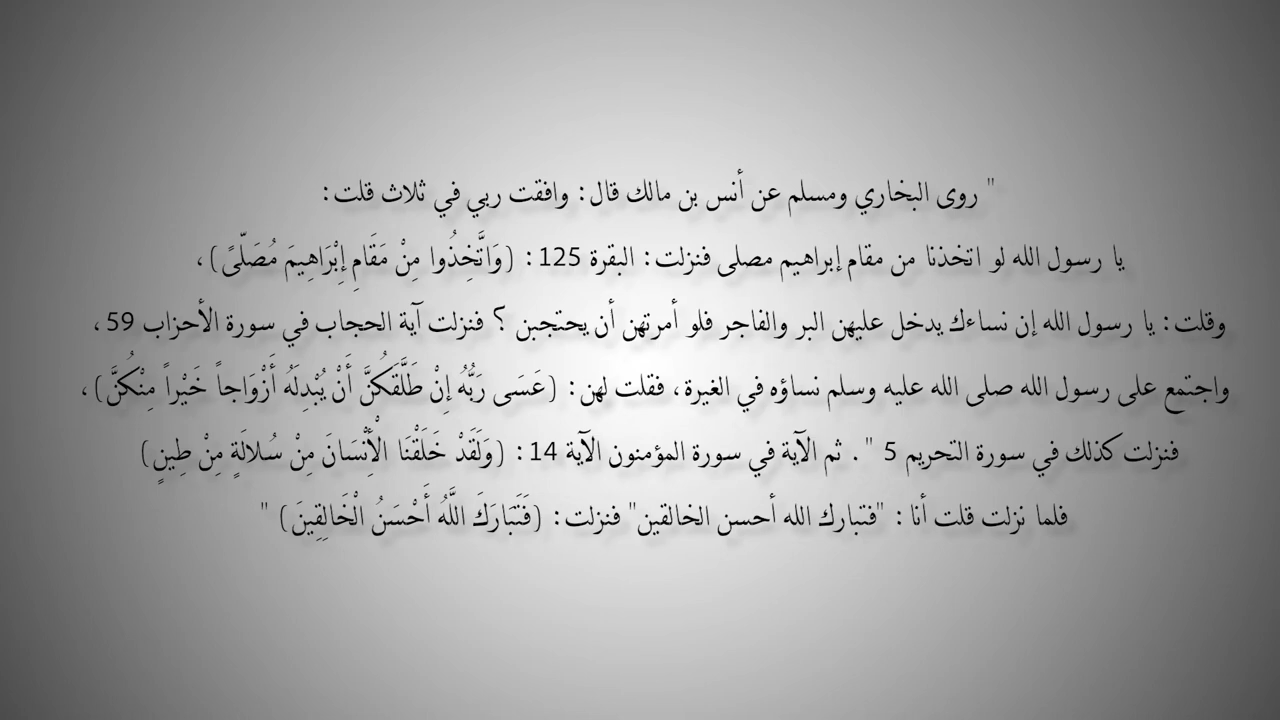 " روى البخاري ومسلم عن أنس بن مالك قال: وافقت ربي في ثلاث قلت:
يا رسول الله لو اتخذنا من مقام إبراهيم مصلى فنزلت: البقرة 125: (وَاتَّخِذُوا مِنْ مَقَامِ إِبْرَاهِيمَ مُصَلّىً)،
وقلت: يا رسول الله إن نساءك يدخل عليهن البر والفاجر فلو أمرتهن أن يحتجبن ؟ فنزلت آية الحجاب في سورة الأحزاب 59،
واجتمع على رسول الله صلى الله عليه وسلم نساؤه في الغيرة، فقلت لهن: (عَسَى رَبُّهُ إِنْ طَلَّقَكُنَّ أَنْ يُبْدِلَهُ أَزْوَاجاً خَيْراً مِنْكُنَّ)،
فنزلت كذلك في سورة التحريم 5 ". ثم الآية في سورة المؤمنون الآية 14: (وَلَقَدْ خَلَقْنَا الْأِنْسَانَ مِنْ سُلالَةٍ مِنْ طِينٍ)
فلما نزلت قلت أنا: "فتبارك الله أحسن الخالقين" فنزلت: (فَتَبَارَكَ اللَّهُ أَحْسَنُ الْخَالِقِينَ) "